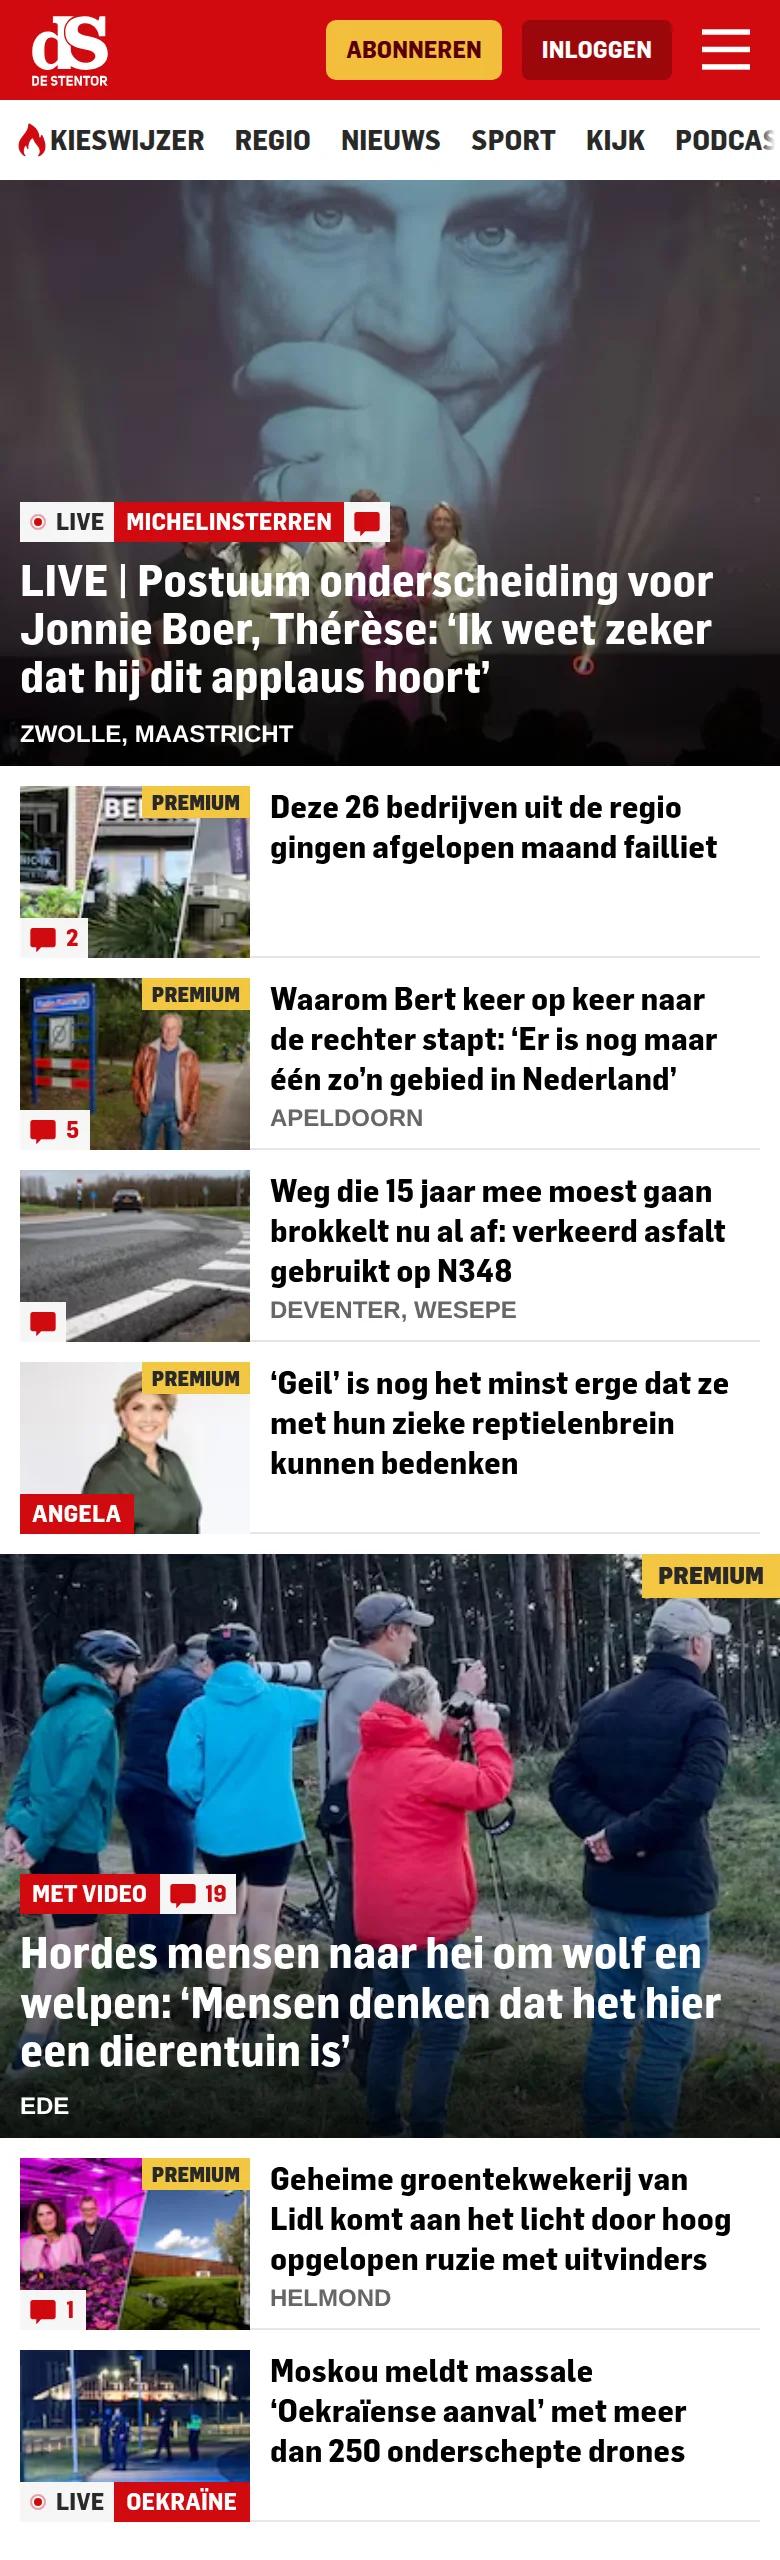 dS
DE STENTOR
ABONNEREN
INLOGGEN
KIESWIJZER REGIO NIEUWS SPORT KIJK PODCAS
LIVE MICHELINSTERREN
LIVE | Postuum onderscheiding voor
Jonnie Boer, Thérèse: ‘Ik weet zeker
dat hij dit applaus hoort’
ZWOLLE, MAASTRICHT
PREMIUM
2
Deze 26 bedrijven uit de regio
gingen afgelopen maand failliet
PREMIUM
5
Waarom Bert keer op keer naar
de rechter stapt: ‘Er is nog maar
één zo’n gebied in Nederland’
APELDOORN
Weg die 15 jaar mee moest gaan
brokkelt nu al af: verkeerd asfalt
gebruikt op N348
DEVENTER, WESEPE
PREMIUM
ANGELA
‘Geil’ is nog het minst erge dat ze
met hun zieke reptielenbrein
kunnen bedenken
PREMIUM
MET VIDEO 19
Hordes mensen naar hei om wolf en
welpen: ‘Mensen denken dat het hier
een dierentuin is’
EDE
PREMIUM
1
Geheime groentekwekerij van
Lidl komt aan het licht door hoog
opgelopen ruzie met uitvinders
HELMOND
LIVE OEKRAÏNE
Moskou meldt massale
‘Oekraïense aanval’ met meer
dan 250 onderschepte drones